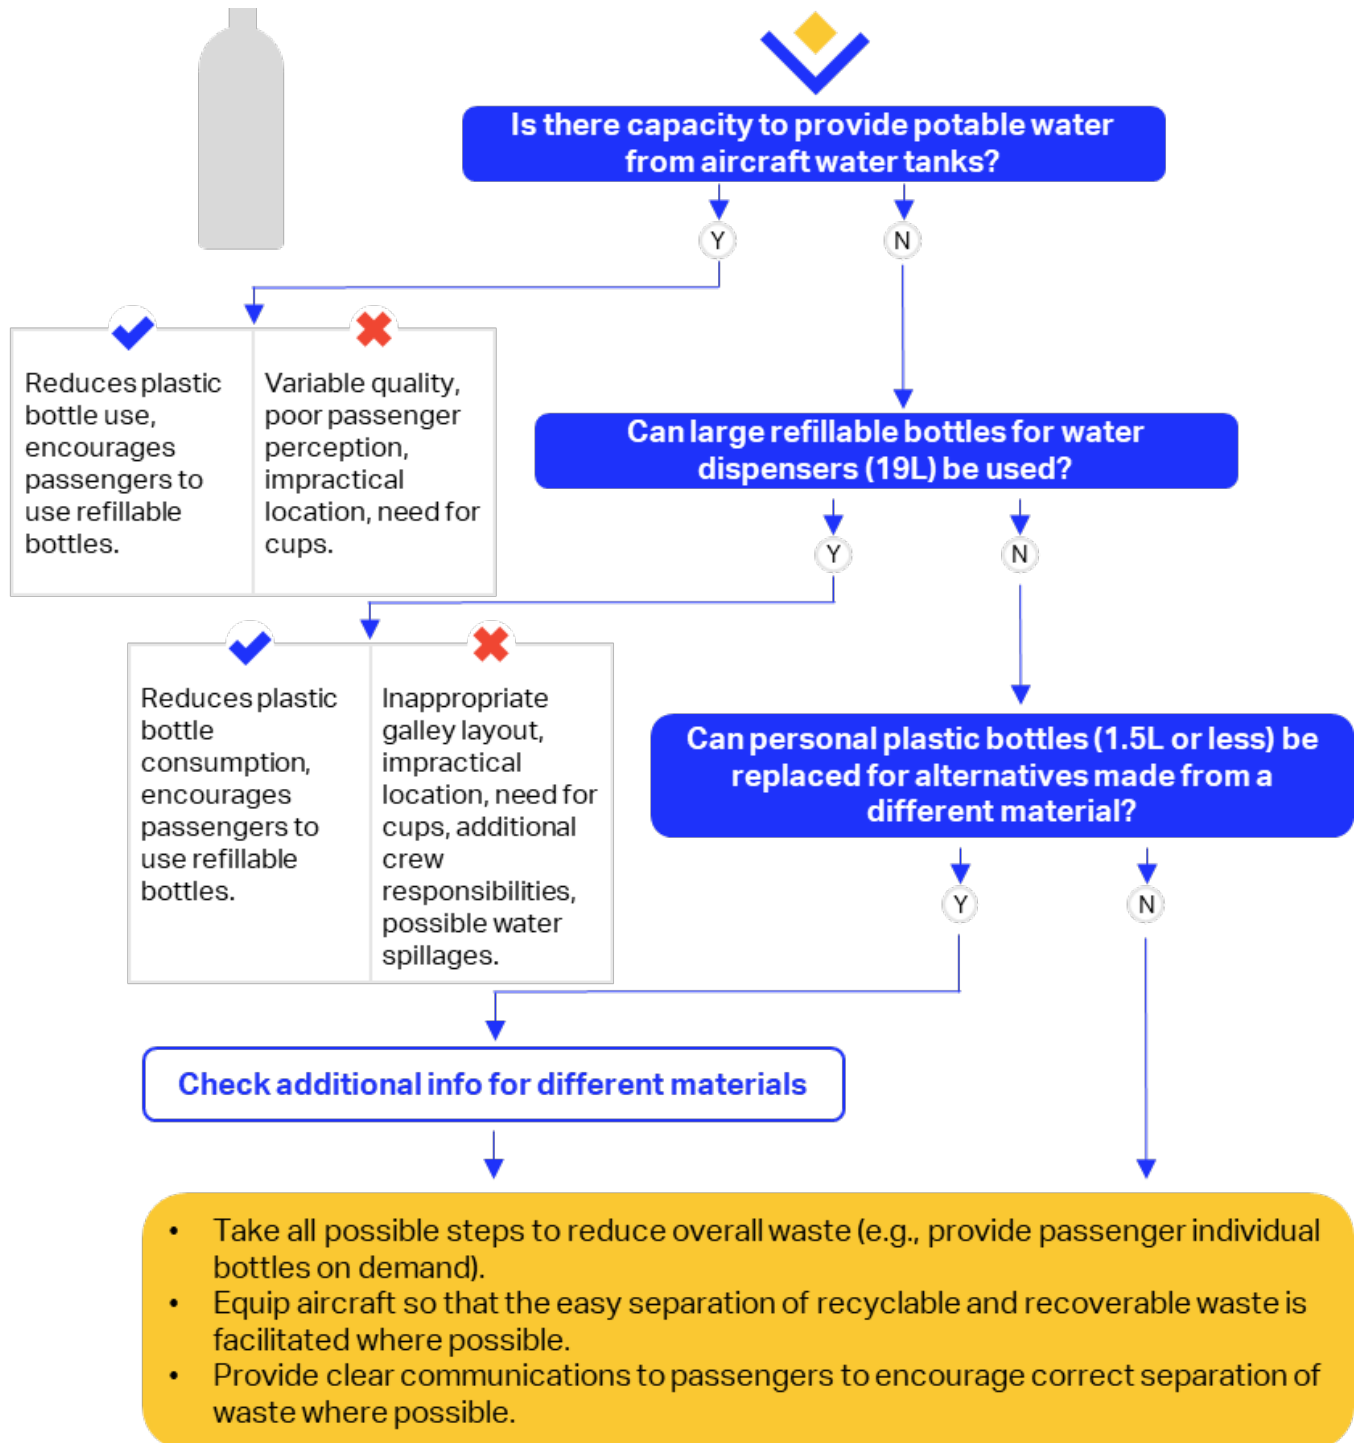 Is there capacity to provide potable water
from aircraft water tanks?
Y
N
Reduces plastic
bottle use,
encourages
passengers to
use refillable
bottles.
Variable quality,
poor passenger
perception,
impractical
location, need for
cups.
Can large refillable bottles for water
dispensers (19L) be used?
Y
N
Reduces plastic
bottle
consumption,
encourages
passengers to
use refillable
bottles.
Inappropriate
galley layout,
impractical
location, need for
cups, additional
crew
responsibilities,
possible water
spillages.
Can personal plastic bottles (1.5L or less) be
replaced for alternatives made from a
different material?
Y
N
Check additional info for different materials
• Take all possible steps to reduce overall waste (e.g., provide passenger individual
bottles on demand).
• Equip aircraft so that the easy separation of recyclable and recoverable waste is
facilitated where possible.
• Provide clear communications to passengers to encourage correct separation of
waste where possible.